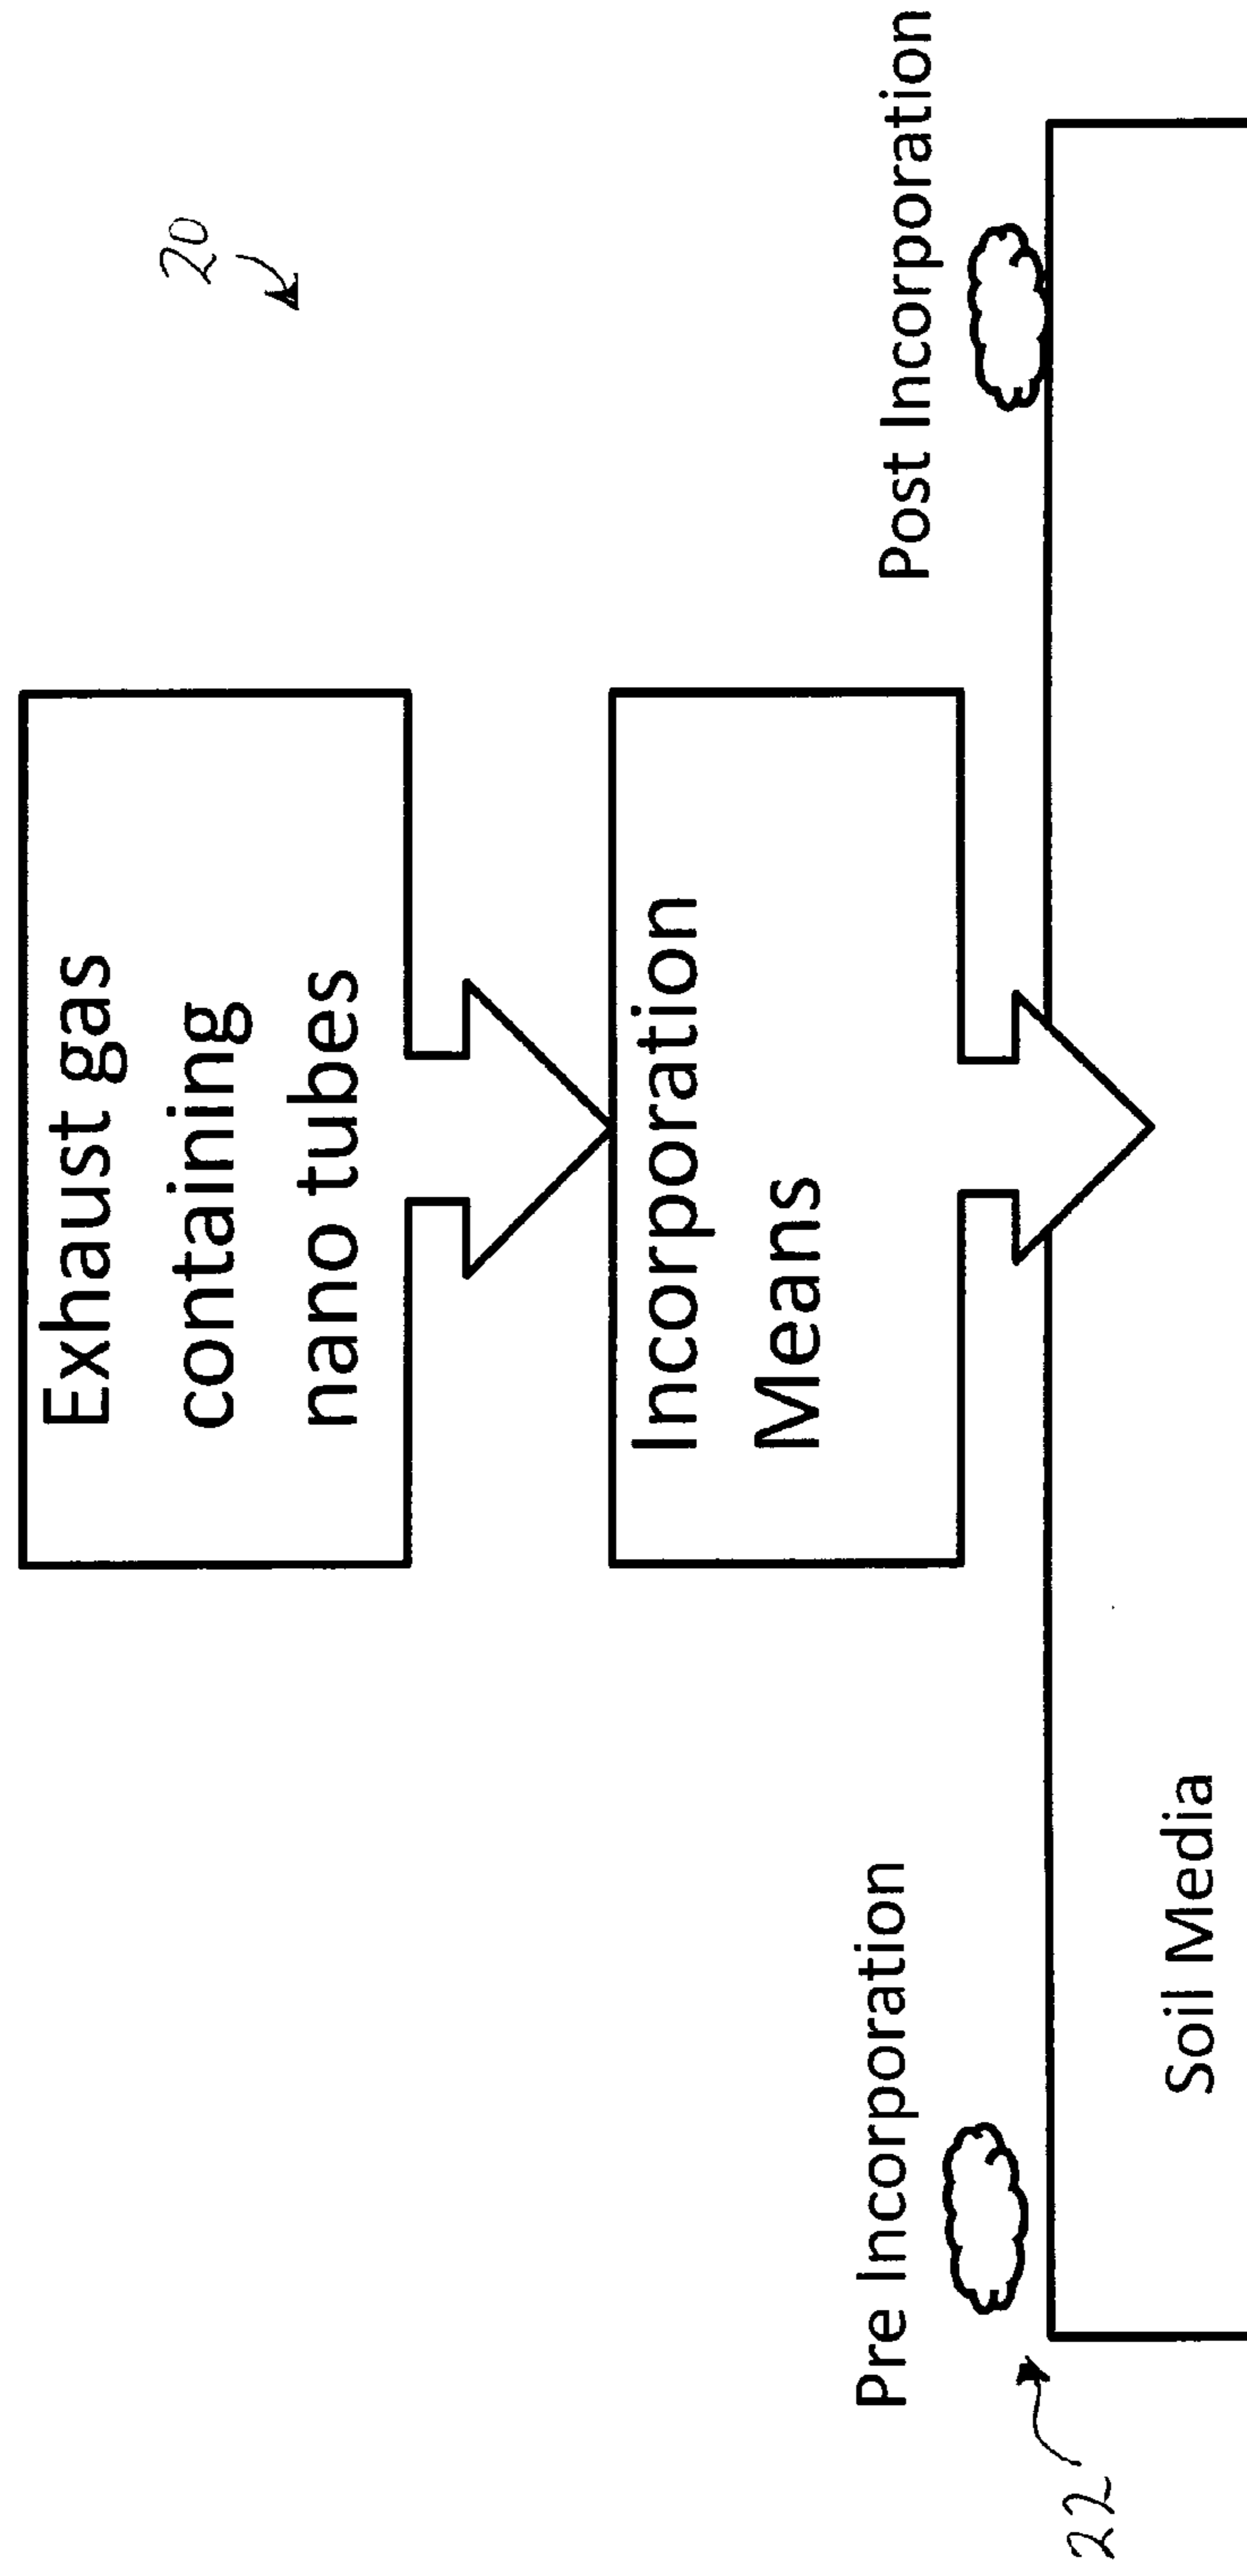 20
Exhaust gas
containing
nano tubes
Incorporation
Means
Pre Incorporation
Post Incorporation
22
Soil Media